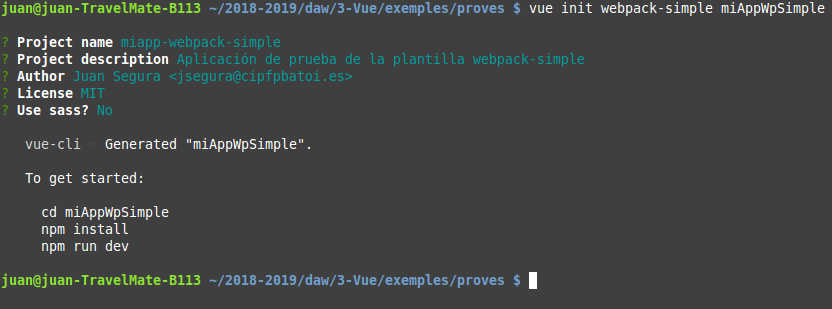 juan@juan-TravelMate-B113 ~/2018-2019/daw/3-Vue/exemples/proves $ vue init webpack-simple miAppWpSimple
? Project name miapp-webpack-simple
? Project description Aplicación de prueba de la plantilla webpack-simple
? Author Juan Segura <jsegura@cipfpbatoi.es>
? License MIT
? Use sass? No
vue-cli · Generated "miAppWpSimple".
To get started:
cd miAppWpSimple
npm install
npm run dev
juan@juan-TravelMate-B113 ~/2018-2019/daw/3-Vue/exemples/proves $